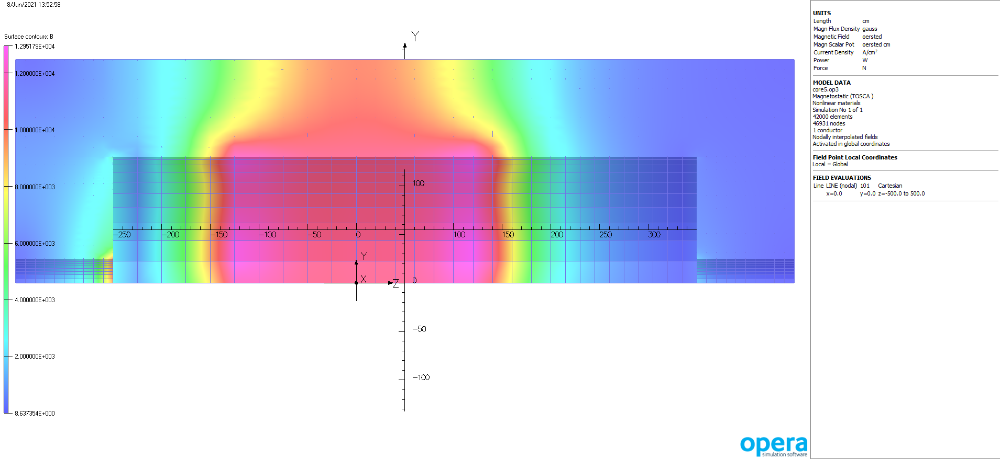 8/Jun/2021 13:52:58
Surface contours: B
1.295179E+004
1.200000E+004
1.000000E+004
8.000000E+003
6.000000E+003
4.000000E+003
2.000000E+003
8.637354E+000
Y
100
-250 -200 -150 -100 -50 0 100 150 200 250 300
Y
X
Z
0
-50
-100
opera
simulation software
UNITS
Length cm
Magn Flux Density gauss
Magnetic Field oersted
Magn Scalar Pot oersted cm
Current Density A/cm²
Power W
Force N
MODEL DATA
core5.op3
Magnetostatic (TOSCA )
Nonlinear materials
Simulation No 1 of 1
42000 elements
46931 nodes
1 conductor
Nodally interpolated fields
Activated in global coordinates
Field Point Local Coordinates
Local = Global
FIELD EVALUATIONS
Line LINE (nodal) 101 Cartesian
x=0.0 y=0.0 z=-500.0 to 500.0